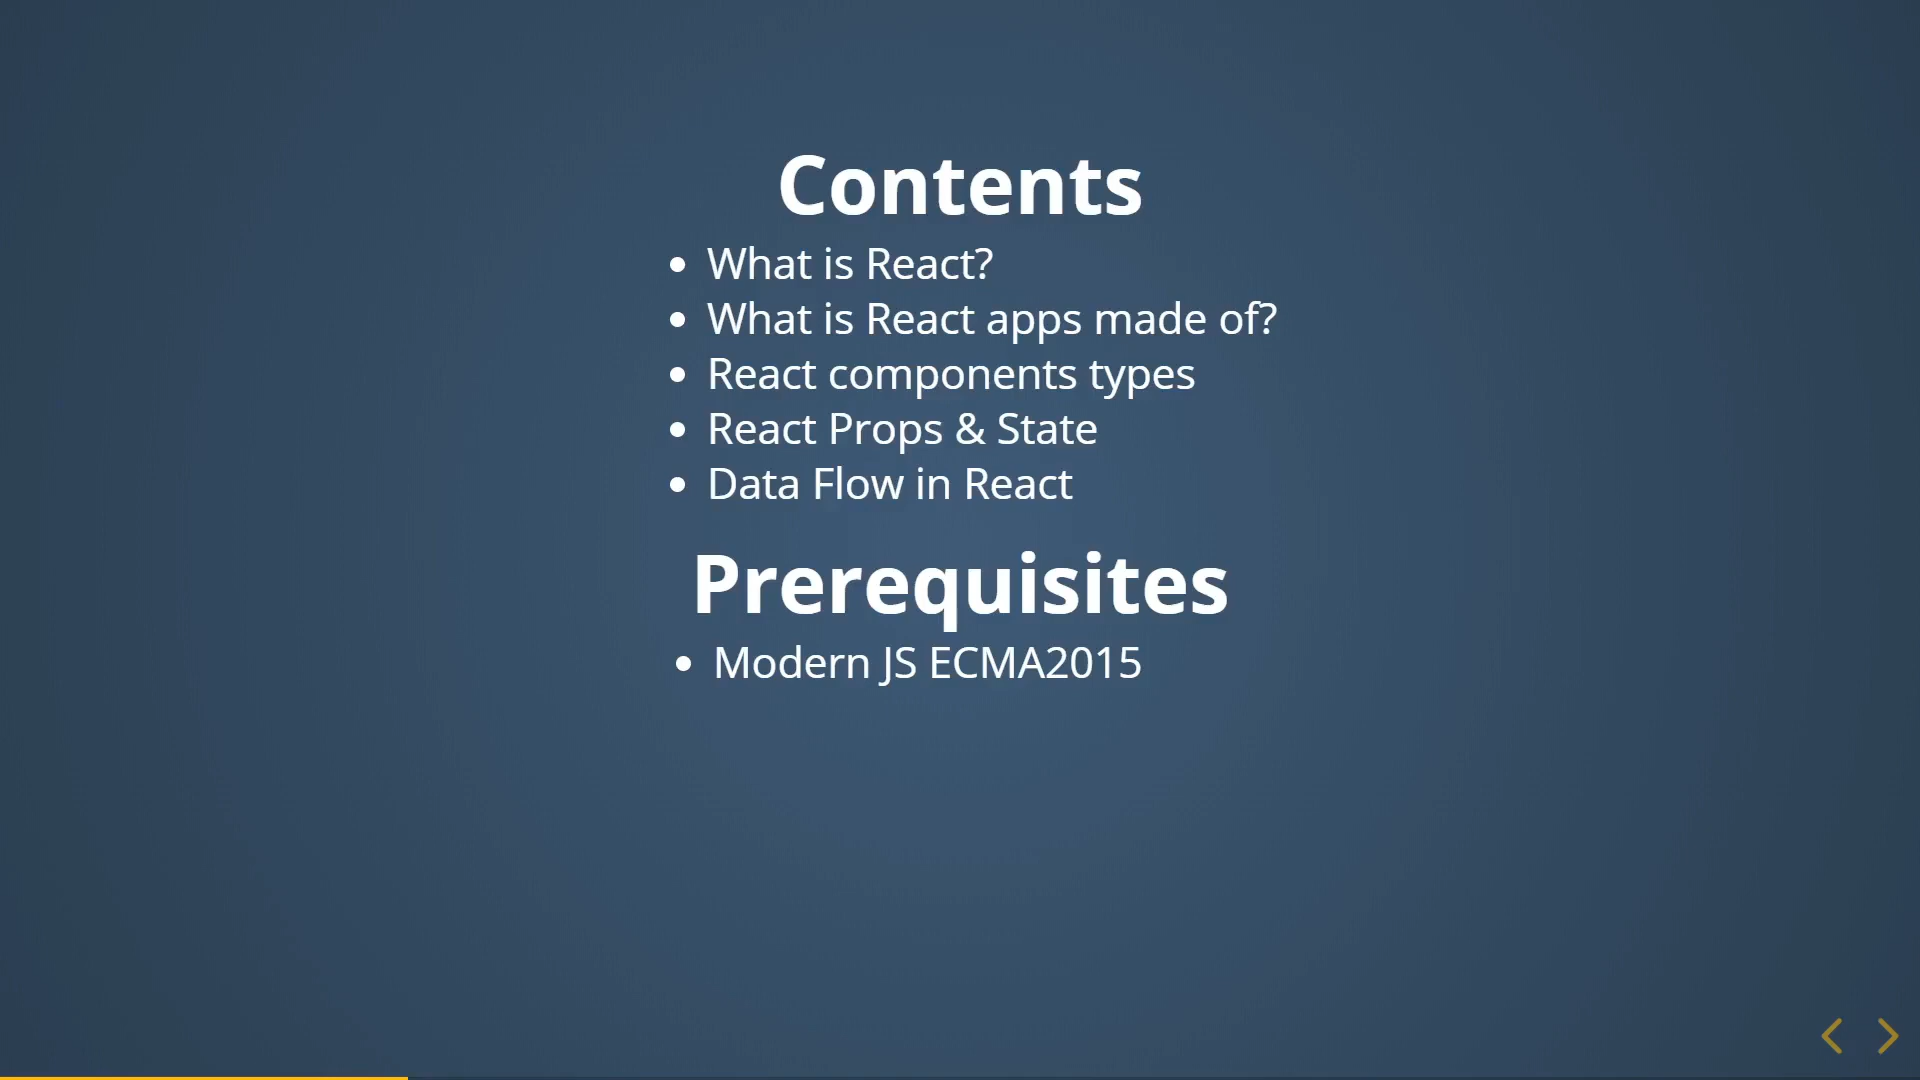 Contents
• What is React?
• What is React apps made of?
• React components types
• React Props & State
• Data Flow in React
Prerequisites
• Modern JS ECMA2015